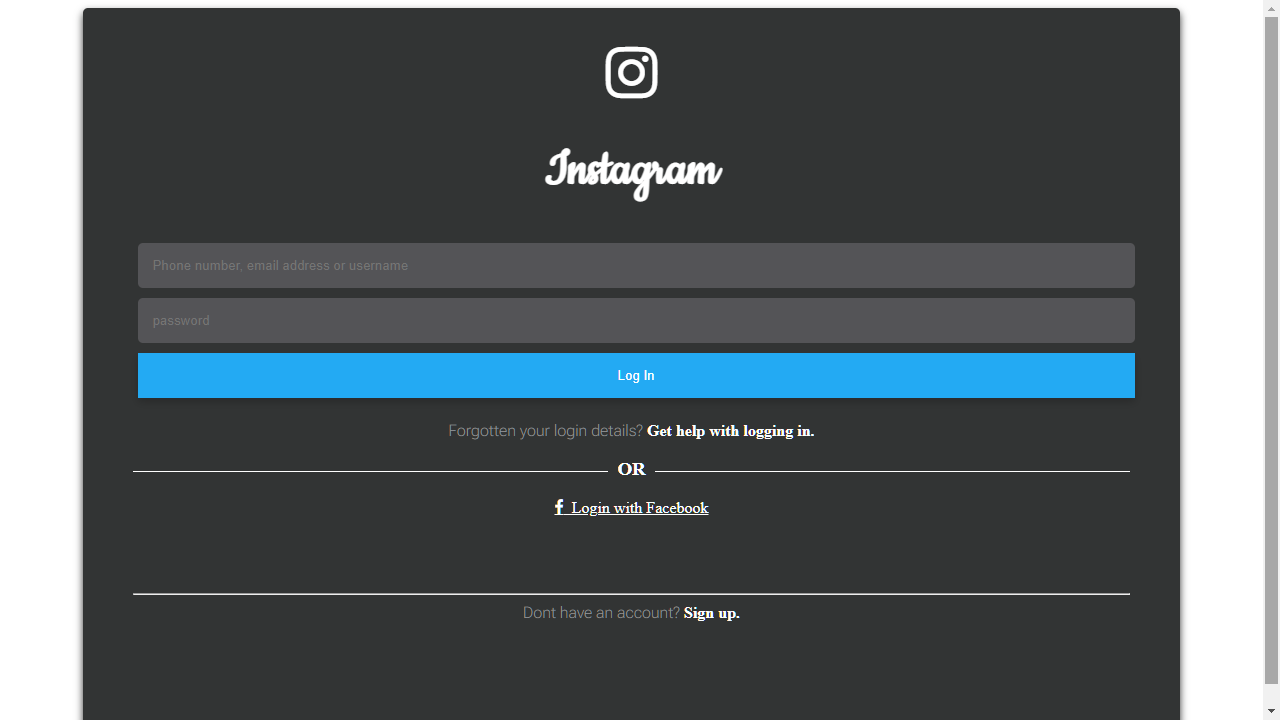 Instagram
Phone number, email address or username
password
Log In
Forgotten your login details? Get help with logging in.
OR
Login with Facebook
Dont have an account? Sign up.